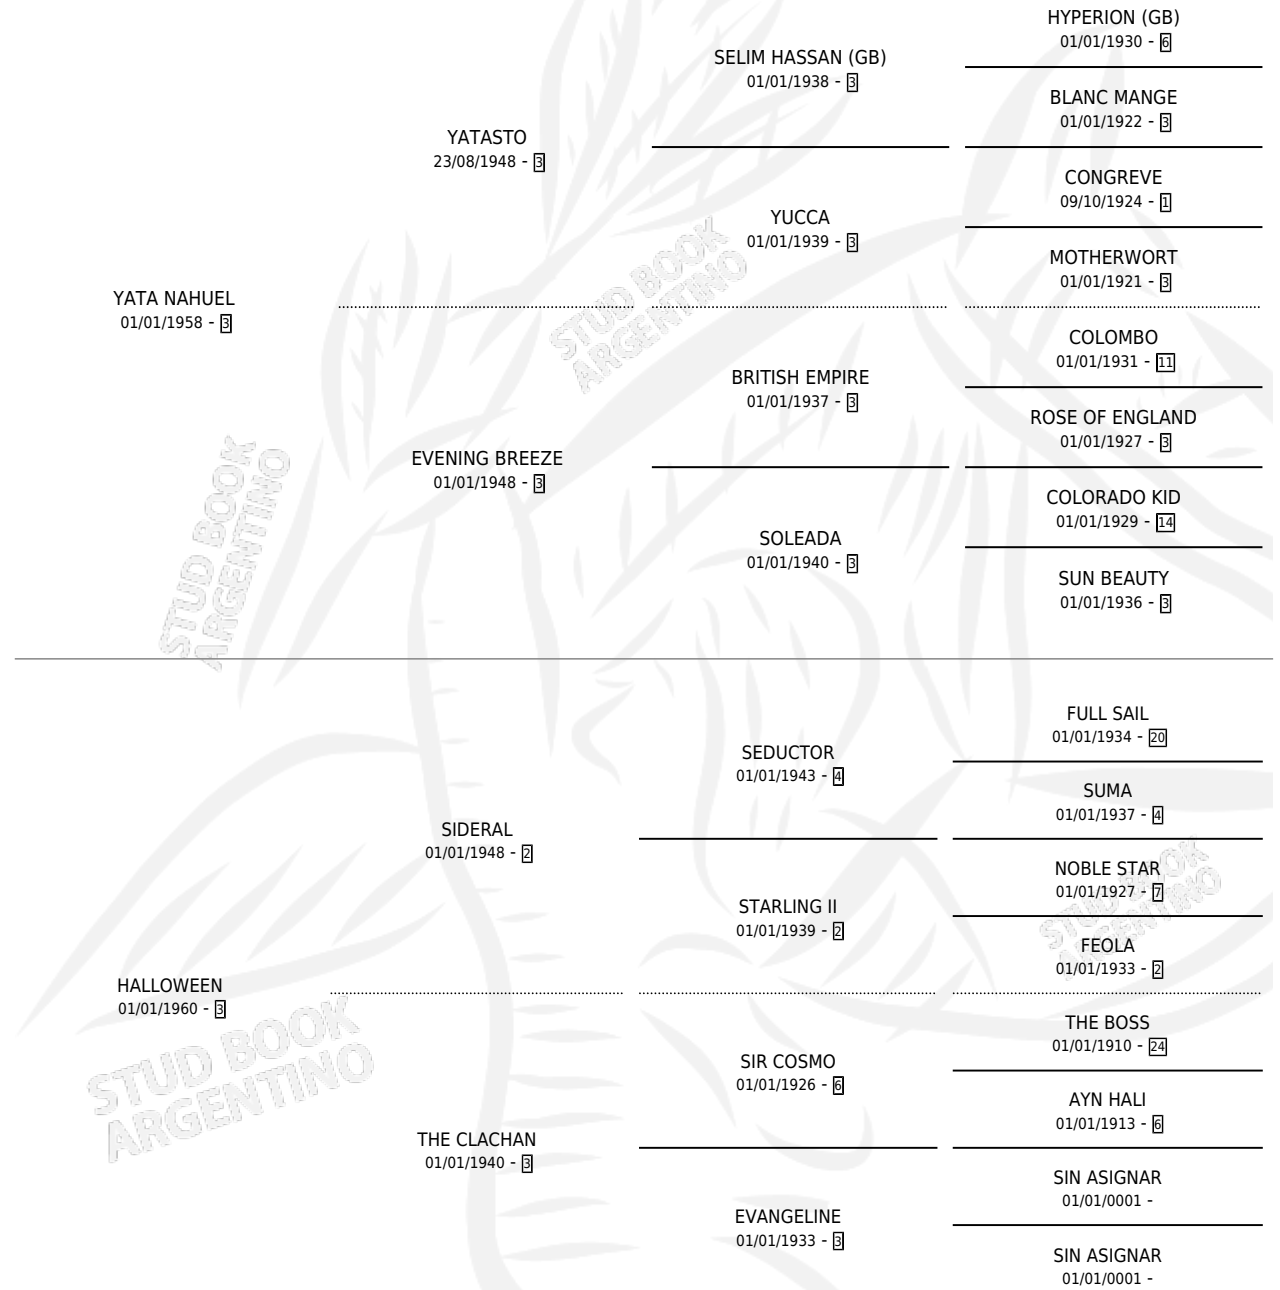 HYPERION (GB)
01/01/1930 - 6
SELIM HASSAN (GB)
01/01/1938 - 3
BLANC MANGE
01/01/1922 - 3
YATASTO
23/08/1948 - 3
CONGREVE
09/10/1924 - 1
YUCCA
01/01/1939 - 3
MOTHERWORT
01/01/1921 - 3
YATA NAHUEL
01/01/1958 - 3
STUD BOOK
ARGENTINO
COLOMBO
01/01/1931 - 11
BRITISH EMPIRE
01/01/1937 - 3
ROSE OF ENGLAND
01/01/1927 - 3
EVENING BREEZE
01/01/1948 - 3
COLORADO KID
01/01/1929 - 14
SOLEADA
01/01/1940 - 3
SUN BEAUTY
01/01/1936 - 3
STUD BOOK
ARGENTINO
FULL SAIL
01/01/1934 - 20
SEDUCTOR
01/01/1943 - 4
SUMA
01/01/1937 - 4
SIDERAL
01/01/1948 - 2
NOBLE STAR
01/01/1927 - 7
STARLING II
01/01/1939 - 2
FEOLA
01/01/1933 - 2
STUD BOOK
ARGENTINO
HALLOWEEN
01/01/1960 - 3
THE BOSS
01/01/1910 - 24
SIR COSMO
01/01/1926 - 6
AYN HALI
01/01/1913 - 6
STUD BOOK
ARGENTINO
THE CLACHAN
01/01/1940 - 3
SIN ASIGNAR
01/01/0001 -
EVANGELINE
01/01/1933 - 3
SIN ASIGNAR
01/01/0001 -